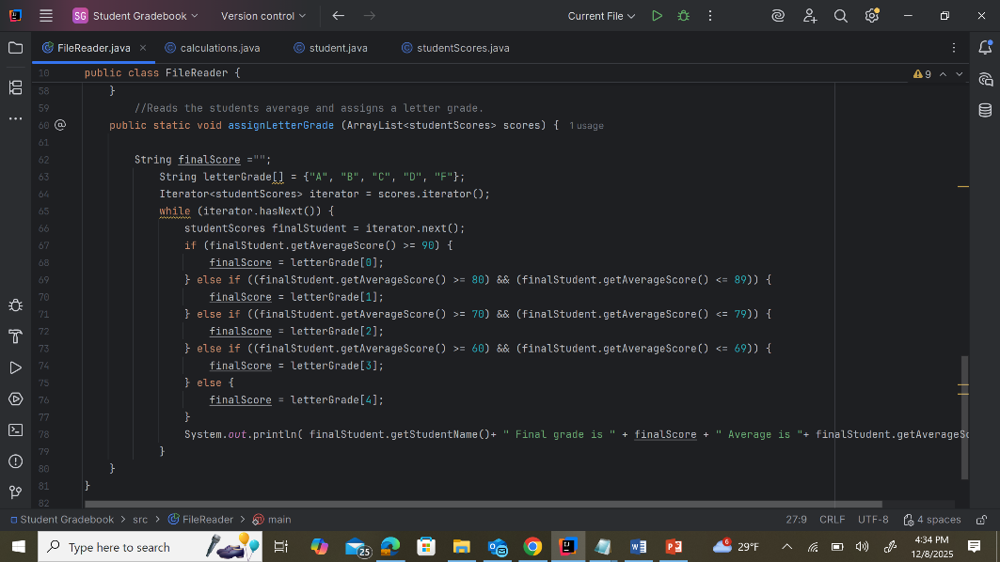 SG Student Gradebook Version control Current File
FileReader.java calculations.java student.java studentScores.java
10 public class FileReader { 9
58 }
59 //Reads the students average and assigns a letter grade.
60 public static void assignLetterGrade (ArrayList<studentScores> scores) { 1 usage
61
62 String finalScore ="";
63 String letterGrade[] = {"A", "B", "C", "D", "F"};
64 Iterator<studentScores> iterator = scores.iterator();
65 while (iterator.hasNext()) {
66 studentScores finalStudent = iterator.next();
67 if (finalStudent.getAverageScore() >= 90) {
68 finalScore = letterGrade[0];
69 } else if ((finalStudent.getAverageScore() >= 80) && (finalStudent.getAverageScore() <= 89)) {
70 finalScore = letterGrade[1];
71 } else if ((finalStudent.getAverageScore() >= 70) && (finalStudent.getAverageScore() <= 79)) {
72 finalScore = letterGrade[2];
73 } else if ((finalStudent.getAverageScore() >= 60) && (finalStudent.getAverageScore() <= 69)) {
74 finalScore = letterGrade[3];
75 } else {
76 finalScore = letterGrade[4];
77 }
78 System.out.println( finalStudent.getStudentName()+ " Final grade is " + finalScore + " Average is "+ finalStudent.getAverageSc
79 }
80 }
81 }
82
Student Gradebook > src > FileReader > main 27:9 CRLF UTF-8 4 spaces
Type here to search 25 6 29°F 4:34 PM
12/8/2025